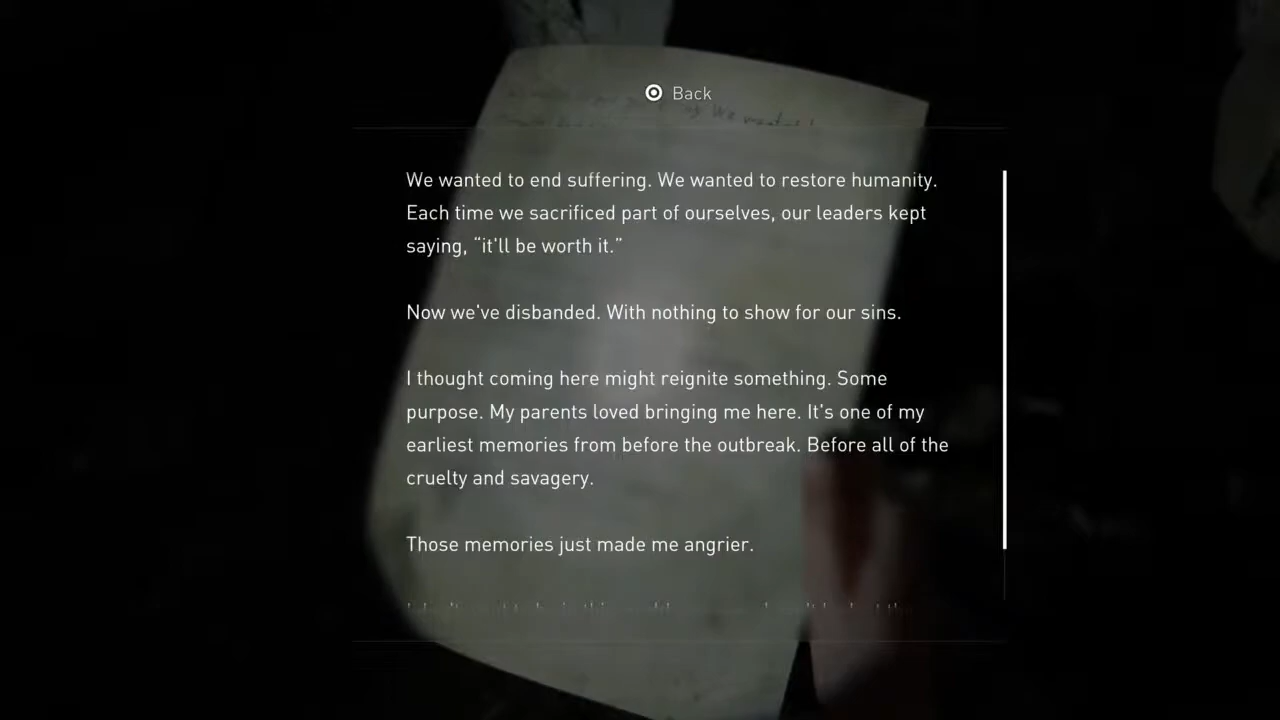 Back
We wanted
We wanted to end suffering. We wanted to restore humanity.
Each time we sacrificed part of ourselves, our leaders kept
saying, “it'll be worth it.”
Now we've disbanded. With nothing to show for our sins.
I thought coming here might reignite something. Some
purpose. My parents loved bringing me here. It's one of my
earliest memories from before the outbreak. Before all of the
cruelty and savagery.
Those memories just made me angrier.